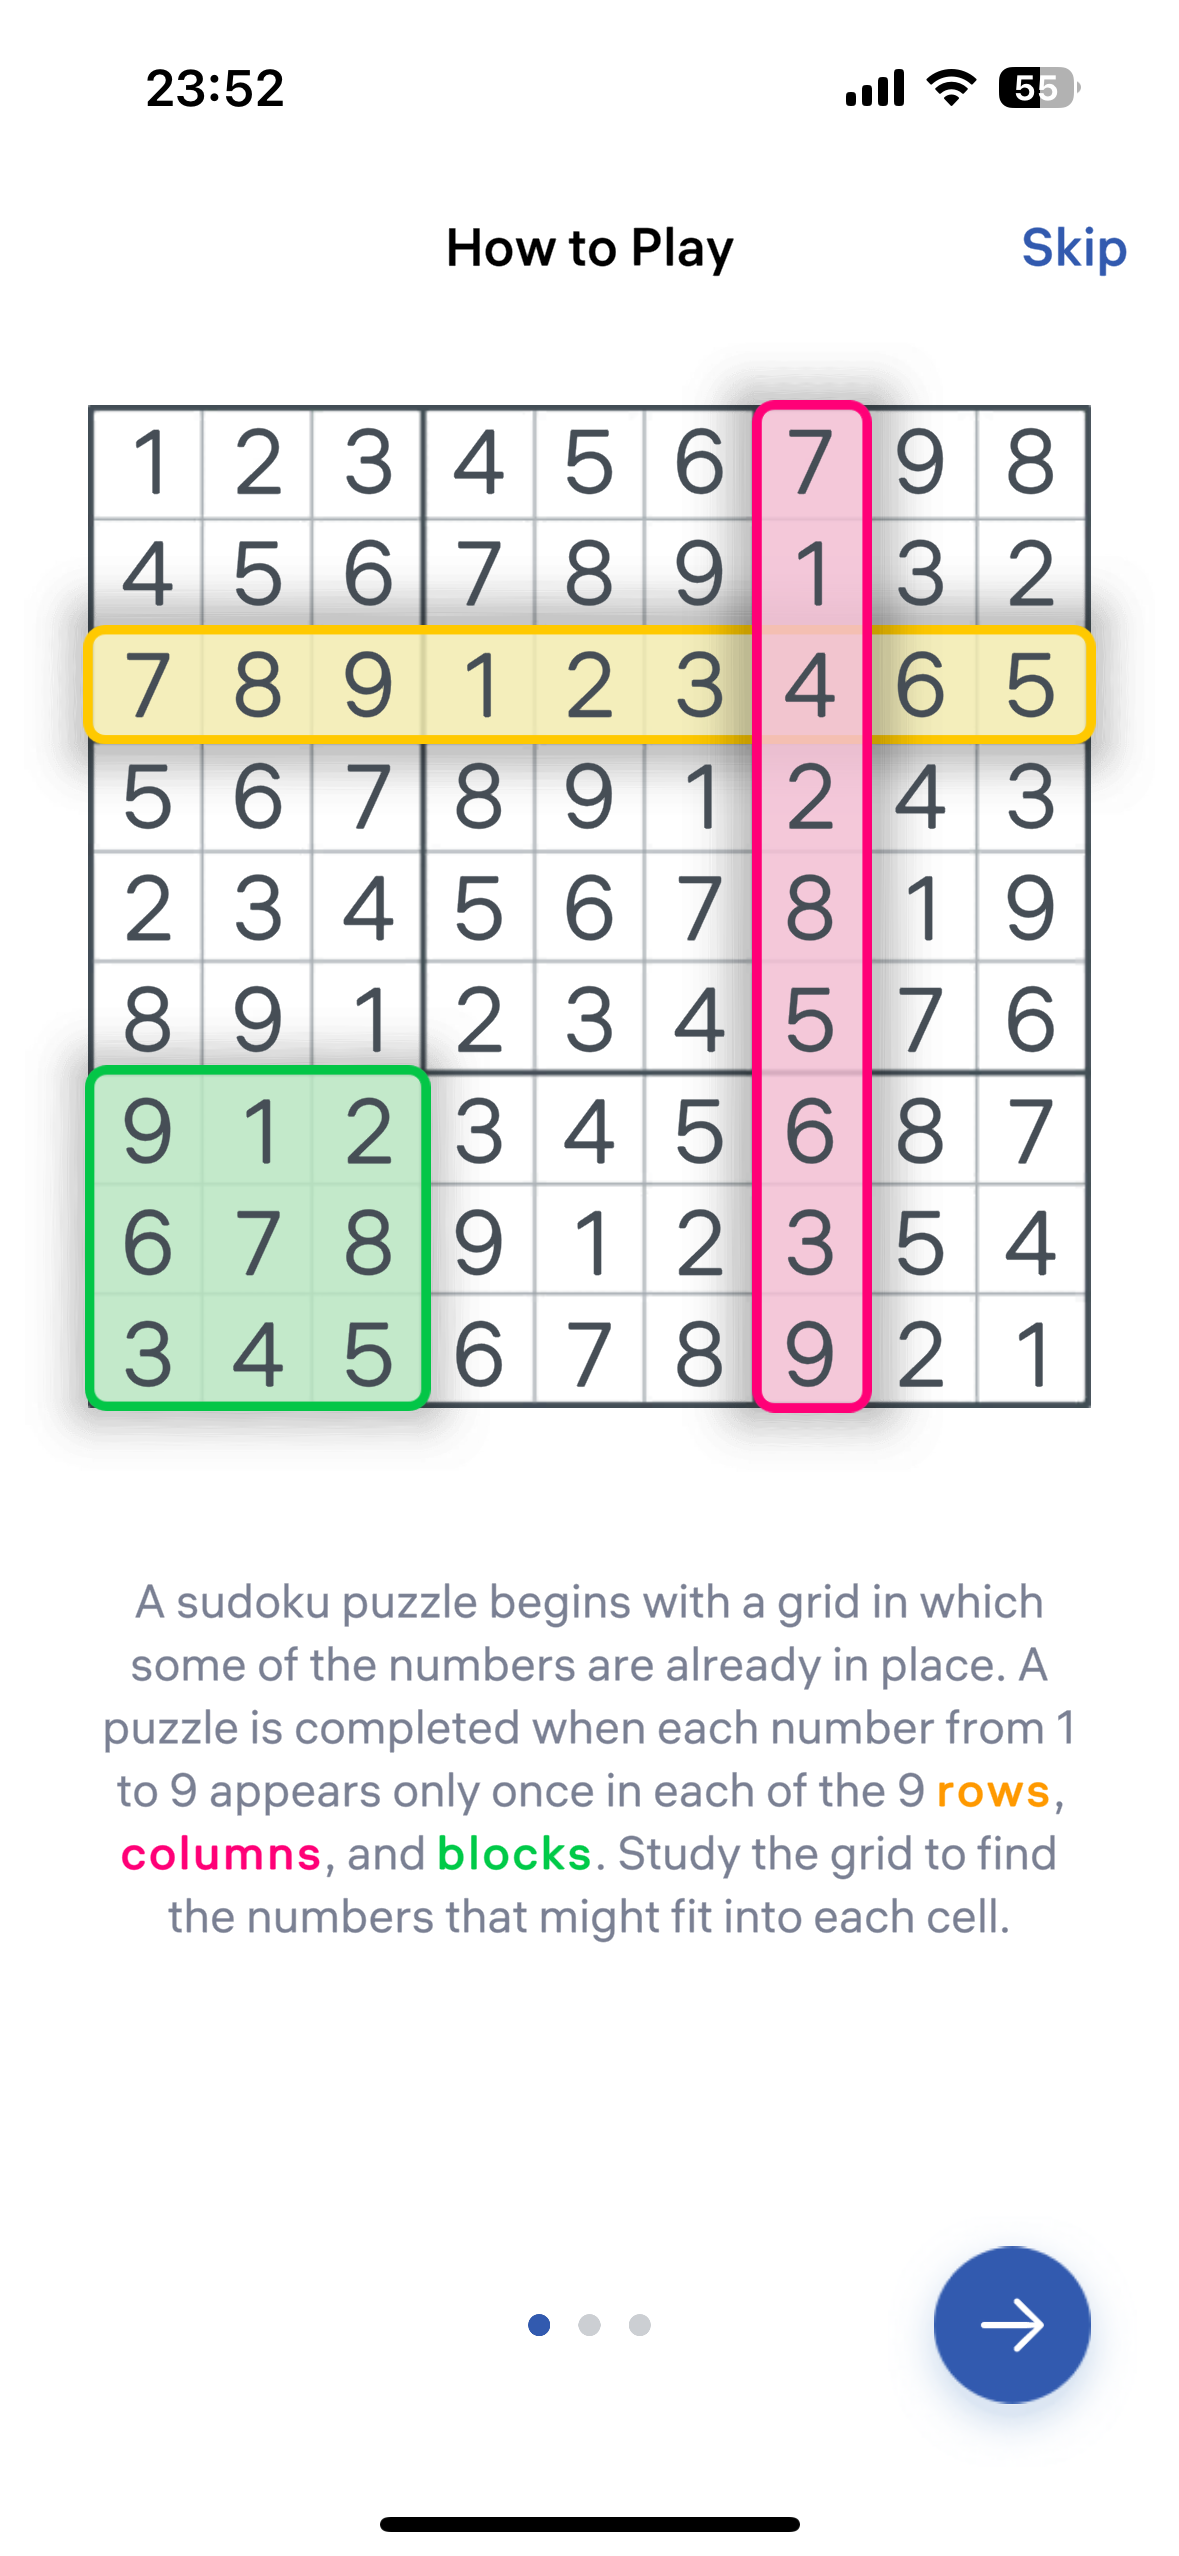 23:52
55
How to Play
Skip
1 2 3 4 5 6 7 9 8
4 5 6 7 8 9 1 3 2
7 8 9 1 2 3 4 6 5
5 6 7 8 9 1 2 4 3
2 3 4 5 6 7 8 1 9
8 9 1 2 3 4 5 7 6
9 1 2 3 4 5 6 8 7
6 7 8 9 1 2 3 5 4
3 4 5 6 7 8 9 2 1
A sudoku puzzle begins with a grid in which
some of the numbers are already in place. A
puzzle is completed when each number from 1
to 9 appears only once in each of the 9 rows,
columns, and blocks. Study the grid to find
the numbers that might fit into each cell.